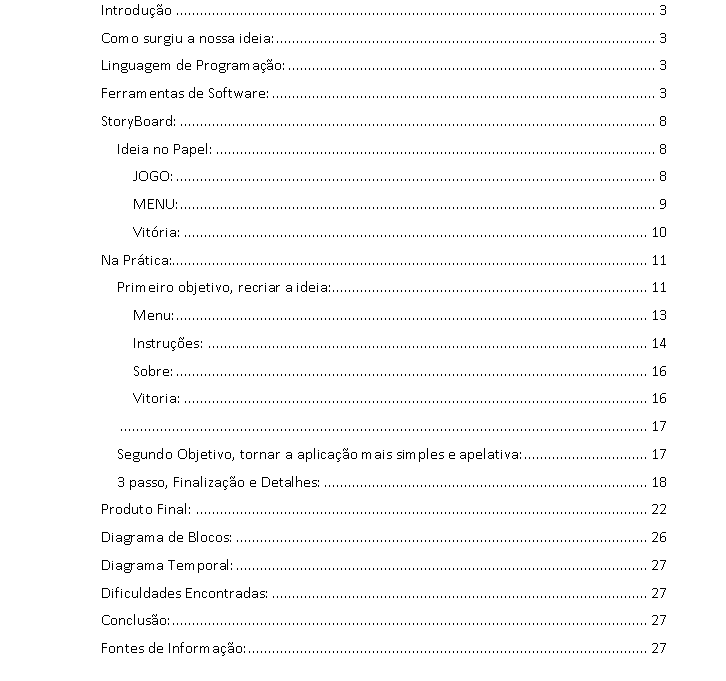 Introdução ........ 3
Como surgiu a nossa ideia: ........ 3
Linguagem de Programação: ........ 3
Ferramentas de Software: ........ 3
StoryBoard: ........ 8
Ideia no Papel: ........ 8
JOGO: ........ 8
MENU: ........ 9
Vitória: ........ 10
Na Prática: ........ 11
Primeiro objetivo, recriar a ideia: ........ 11
Menu: ........ 13
Instruções: ........ 14
Sobre: ........ 16
Vitoria: ........ 16
........ 17
Segundo Objetivo, tornar a aplicação mais simples e apelativa: ........ 17
3 passo, Finalização e Detalhes: ........ 18
Produto Final: ........ 22
Diagrama de Blocos: ........ 26
Diagrama Temporal: ........ 27
Dificuldades Encontradas: ........ 27
Conclusão: ........ 27
Fontes de Informação: ........ 27